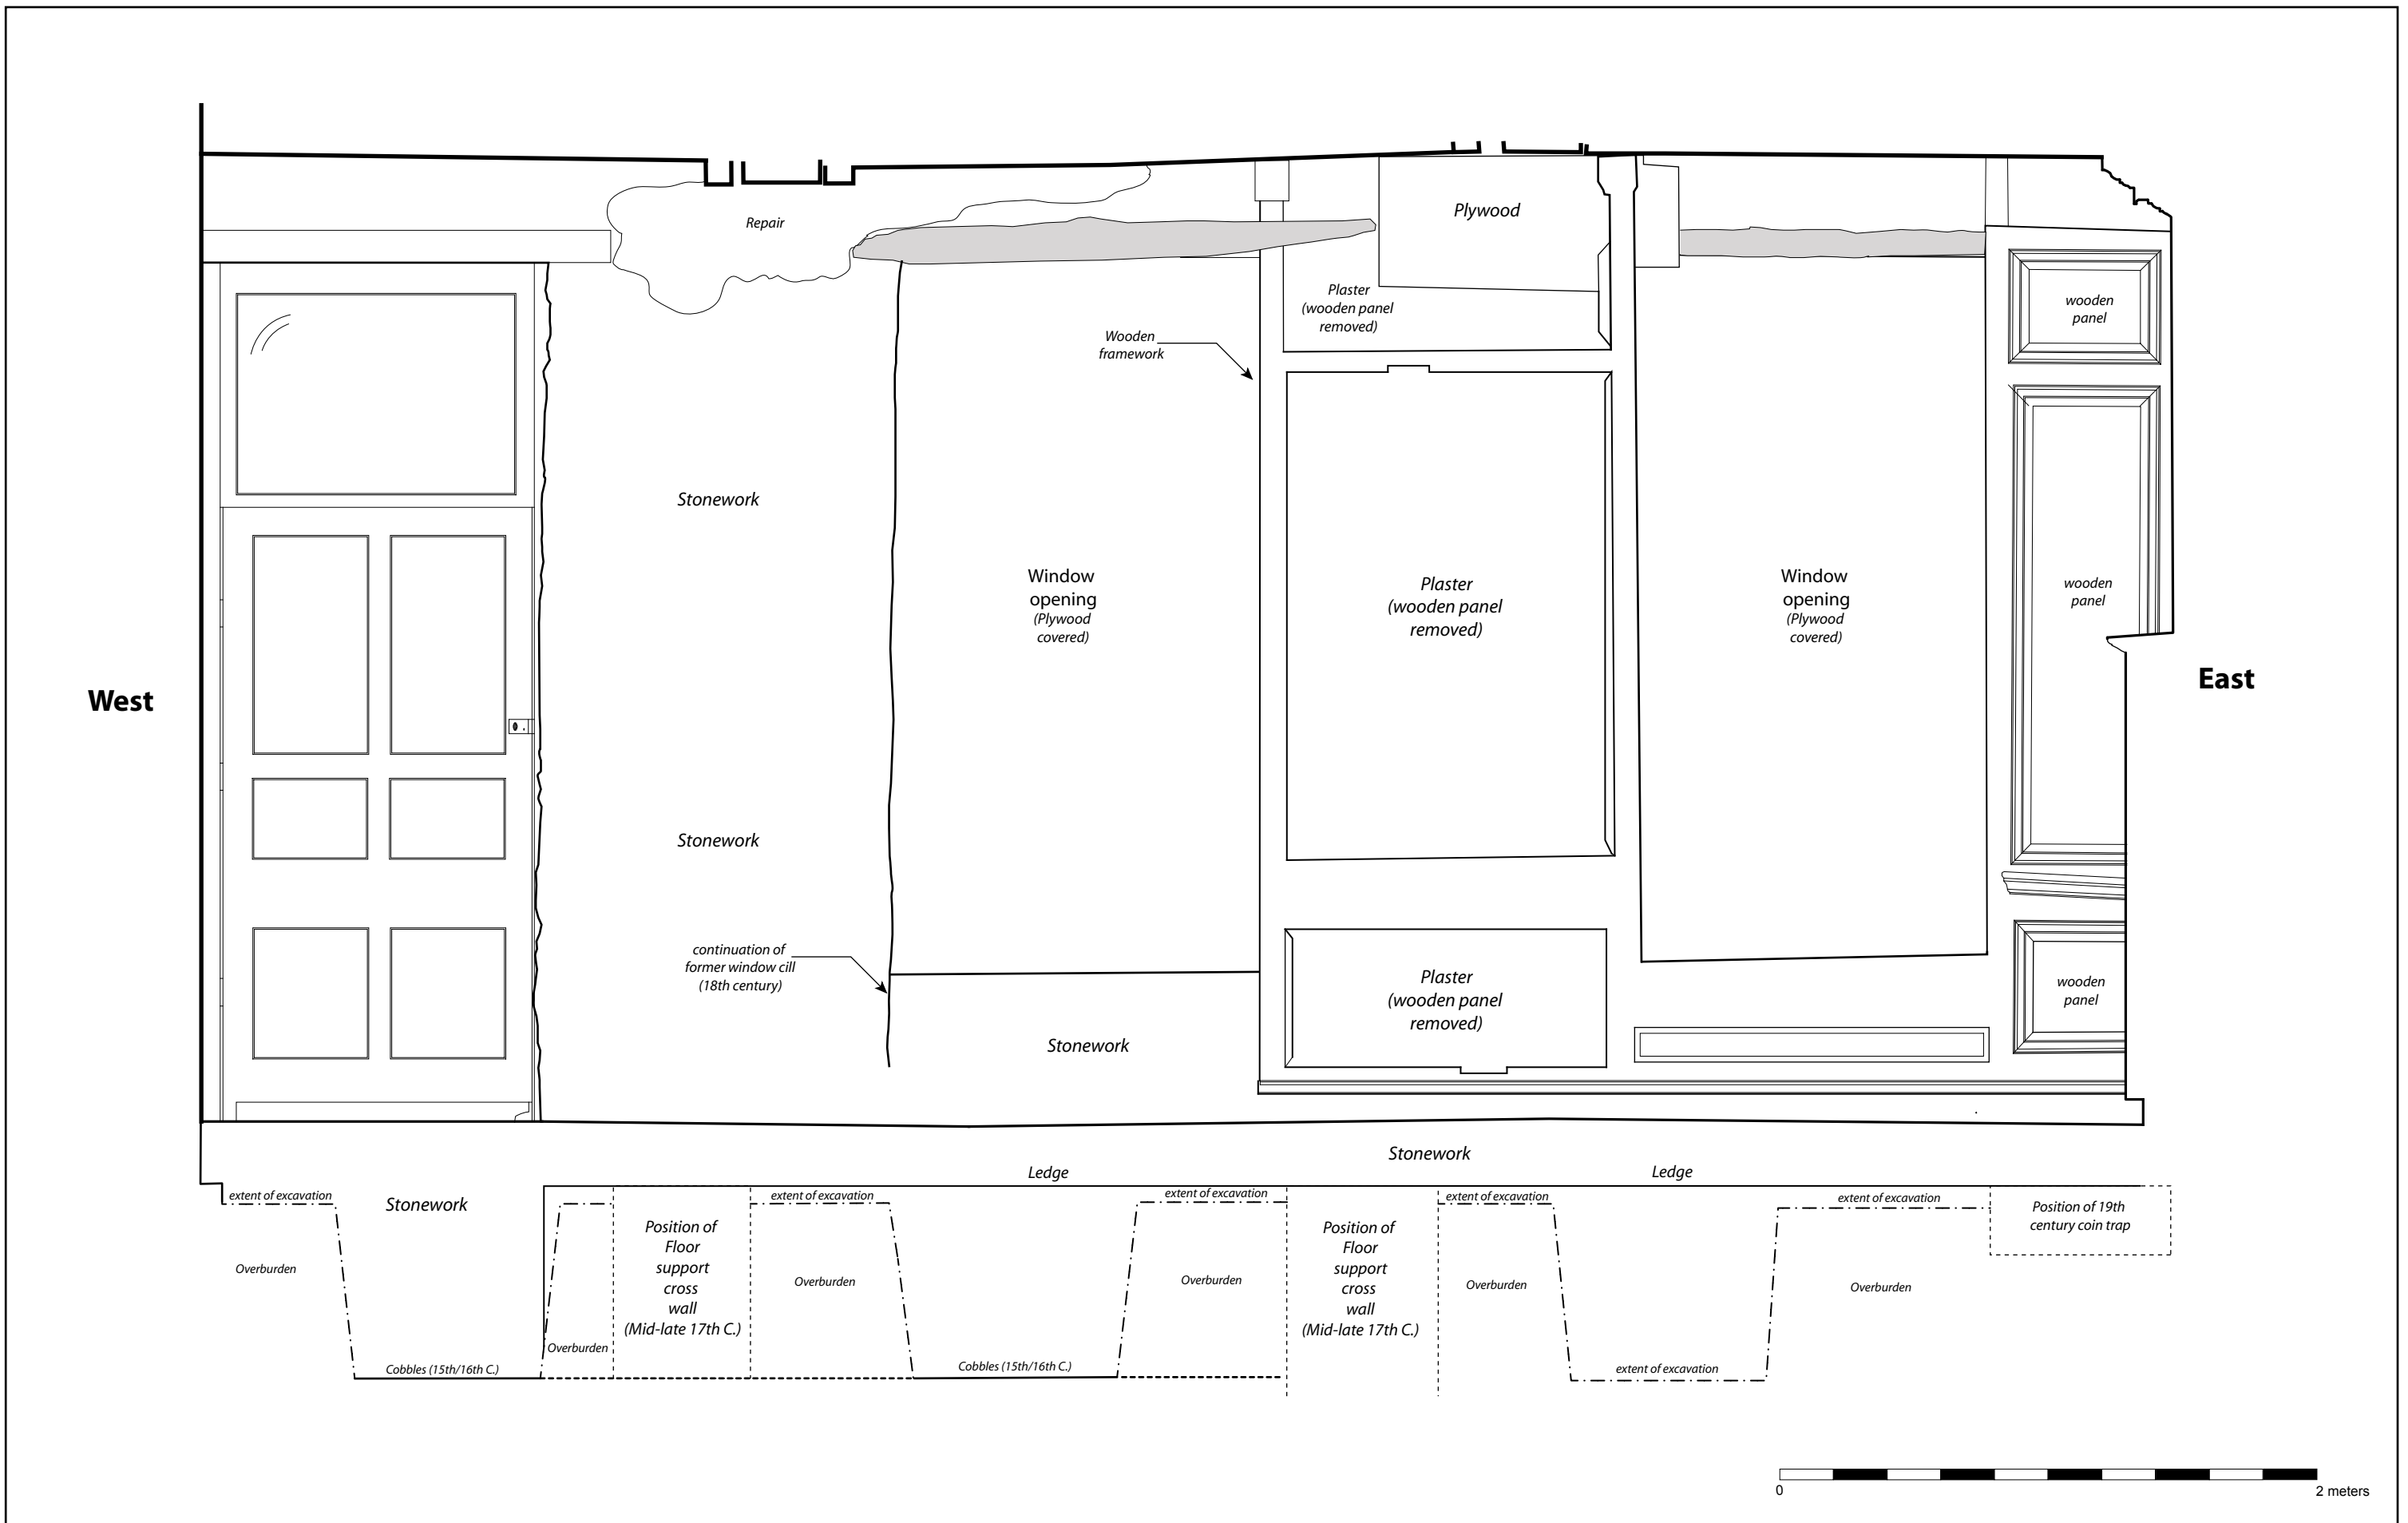 Repair
Plywood
Plaster
(wooden panel
removed)
wooden
panel
Wooden
framework
Stonework
Window
opening
(Plywood
covered)
Plaster
(wooden panel
removed)
Window
opening
(Plywood
covered)
wooden
panel
West
East
Stonework
continuation of
former window cill
(18th century)
Plaster
(wooden panel
removed)
wooden
panel
Stonework
Stonework
Ledge
Ledge
extent of excavation
Stonework
extent of excavation
extent of excavation
extent of excavation
extent of excavation
Position of 19th
century coin trap
Position of
Floor
support
cross
wall
(Mid-late 17th C.)
Position of
Floor
support
cross
wall
(Mid-late 17th C.)
Overburden
Overburden
Overburden
Overburden
Overburden
Overburden
Cobbles (15th/16th C.)
Cobbles (15th/16th C.)
extent of excavation
0
2 meters